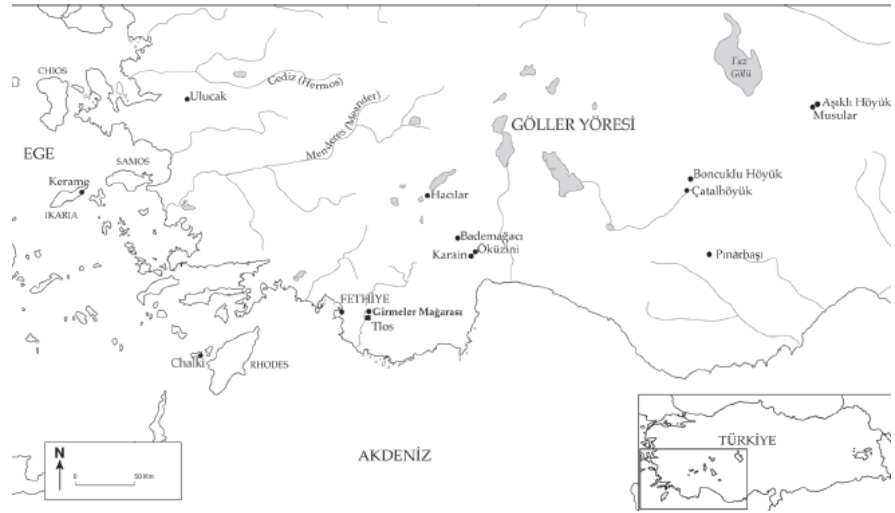 CHIOS
Ulucak
Gediz (Hermos)
Menderes (Meander)
Tuz
Gölü
Aşıklı Höyük
Musular
GÖLLER YÖRESİ
EGE
SAMOS
Kerame
IKARIA
Hacılar
Boncuklu Höyük
Çatalhöyük
Bademağacı
Öküzini
Karain
Pınarbaşı
FETHİYE
Girmeler Mağarası
Tlos
Chalki
RHODES
N
0 50 Km
AKDENİZ
TÜRKİYE